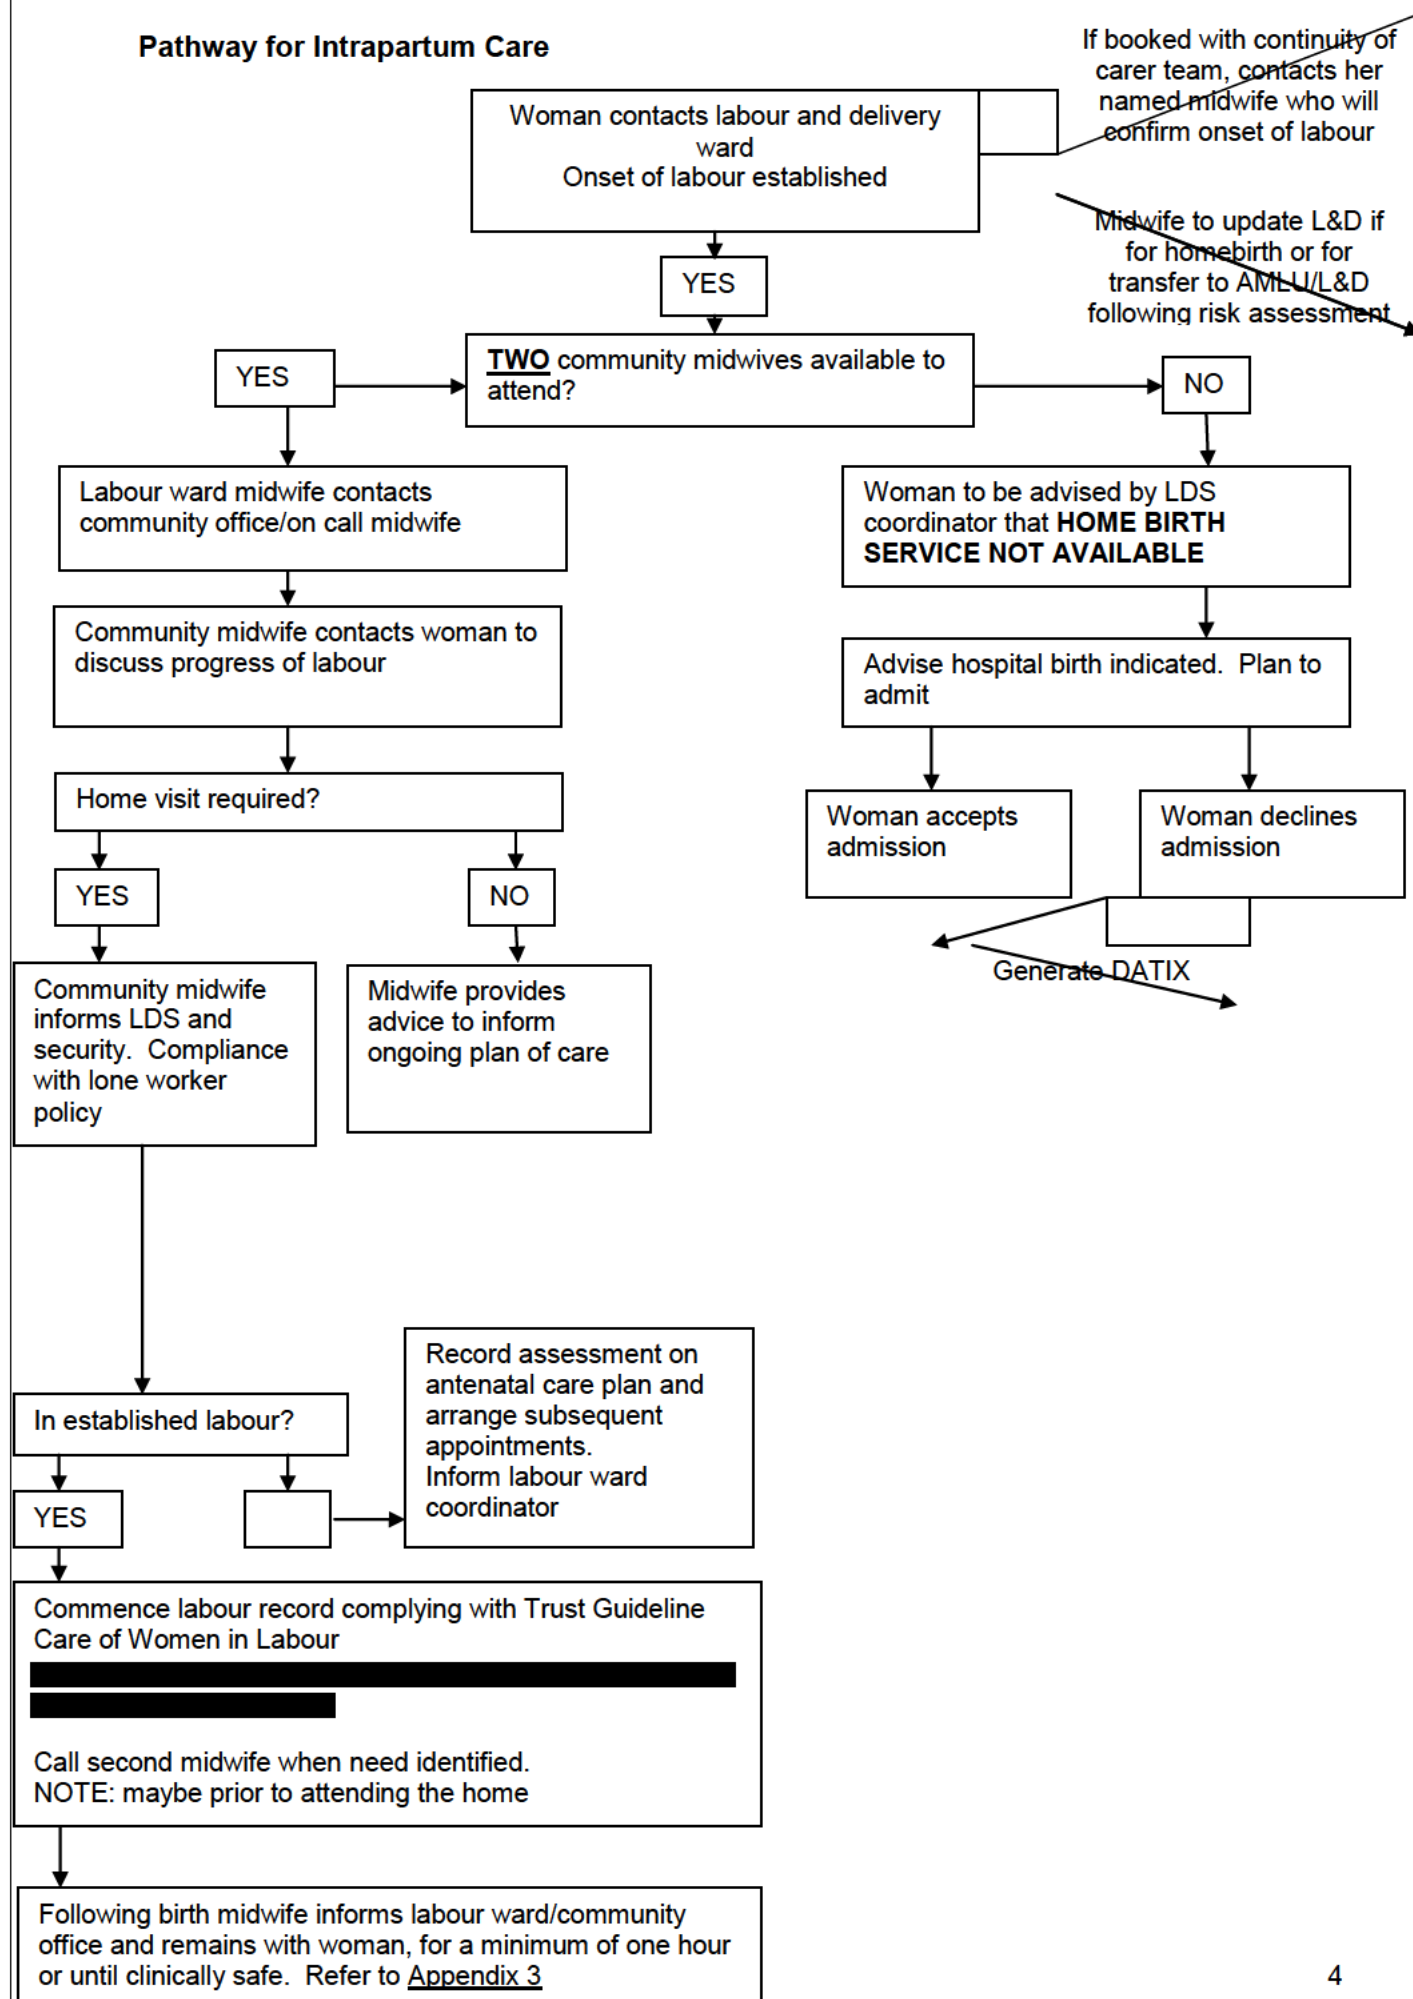 Pathway for Intrapartum Care
If booked with continuity of
carer team, contacts her
named midwife who will
confirm onset of labour
Woman contacts labour and delivery
ward
Onset of labour established
Midwife to update L&D if
for homebirth or for
transfer to AMLU/L&D
following risk assessment
YES
TWO community midwives available to
attend?
YES
NO
Labour ward midwife contacts
community office/on call midwife
Woman to be advised by LDS
coordinator that HOME BIRTH
SERVICE NOT AVAILABLE
Community midwife contacts woman to
discuss progress of labour
Advise hospital birth indicated.  Plan to
admit
Home visit required?
Woman accepts
admission
Woman declines
admission
YES
NO
Generate DATIX
Community midwife
informs LDS and
security.  Compliance
with lone worker
policy
Midwife provides
advice to inform
ongoing plan of care
Record assessment on
antenatal care plan and
arrange subsequent
appointments.
Inform labour ward
coordinator
In established labour?
YES
Commence labour record complying with Trust Guideline
Care of Women in Labour
Call second midwife when need identified.
NOTE: maybe prior to attending the home
Following birth midwife informs labour ward/community
office and remains with woman, for a minimum of one hour
or until clinically safe.  Refer to Appendix 3
4